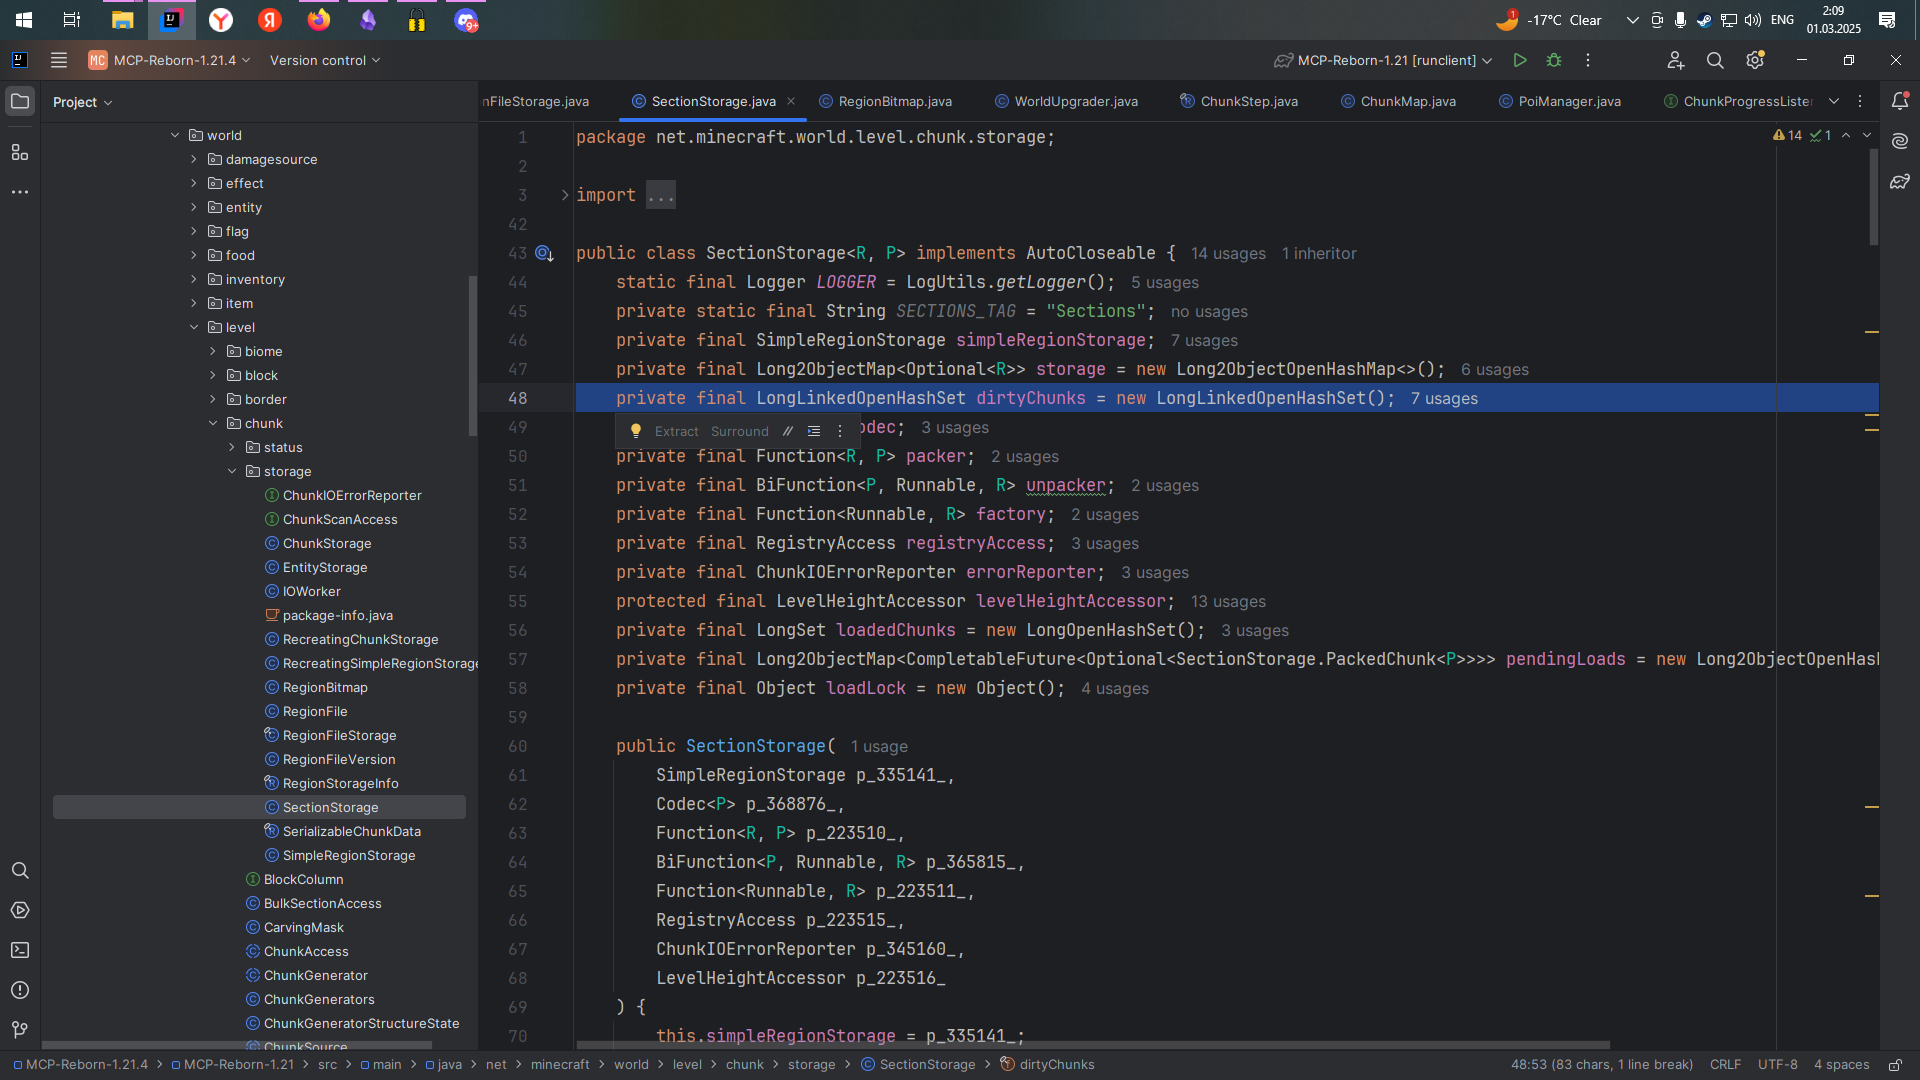 1
-17°C Clear
ENG
2:09
01.03.2025
9+
MC
MCP-Reborn-1.21.4
Version control
MCP-Reborn-1.21 [runclient]
Project
nFileStorage.java
SectionStorage.java
RegionBitmap.java
WorldUpgrader.java
ChunkStep.java
ChunkMap.java
PoiManager.java
ChunkProgressLister
world
damagesource
effect
entity
flag
food
inventory
item
level
biome
block
border
chunk
status
storage
ChunkIOErrorReporter
ChunkScanAccess
ChunkStorage
EntityStorage
IOWorker
package-info.java
RecreatingChunkStorage
RecreatingSimpleRegionStorage
RegionBitmap
RegionFile
RegionFileStorage
RegionFileVersion
RegionStorageInfo
SectionStorage
SerializableChunkData
SimpleRegionStorage
BlockColumn
BulkSectionAccess
CarvingMask
ChunkAccess
ChunkGenerator
ChunkGenerators
ChunkGeneratorStructureState
ChunkSource
14 1
1 package net.minecraft.world.level.chunk.storage;
2
3 import ...
42
43 public class SectionStorage<R, P> implements AutoCloseable { 14 usages 1 inheritor
44 static final Logger LOGGER = LogUtils.getLogger(); 5 usages
45 private static final String SECTIONS_TAG = "Sections"; no usages
46 private final SimpleRegionStorage simpleRegionStorage; 7 usages
47 private final Long2ObjectMap<Optional<R>> storage = new Long2ObjectOpenHashMap<>(); 6 usages
48 private final LongLinkedOpenHashSet dirtyChunks = new LongLinkedOpenHashSet(); 7 usages
49 Extract Surround odec; 3 usages
50 private final Function<R, P> packer; 2 usages
51 private final BiFunction<P, Runnable, R> unpacker; 2 usages
52 private final Function<Runnable, R> factory; 2 usages
53 private final RegistryAccess registryAccess; 3 usages
54 private final ChunkIOErrorReporter errorReporter; 3 usages
55 protected final LevelHeightAccessor levelHeightAccessor; 13 usages
56 private final LongSet loadedChunks = new LongOpenHashSet(); 3 usages
57 private final Long2ObjectMap<CompletableFuture<Optional<SectionStorage.PackedChunk<P>>>> pendingLoads = new Long2ObjectOpenHash
58 private final Object loadLock = new Object(); 4 usages
59
60 public SectionStorage( 1 usage
61 SimpleRegionStorage p_335141_,
62 Codec<P> p_368876_,
63 Function<R, P> p_223510_,
64 BiFunction<P, Runnable, R> p_365815_,
65 Function<Runnable, R> p_223511_,
66 RegistryAccess p_223515_,
67 ChunkIOErrorReporter p_345160_,
68 LevelHeightAccessor p_223516_
69 ) {
70 this.simpleRegionStorage = p_335141_;
MCP-Reborn-1.21.4 > MCP-Reborn-1.21 > src > main > java > net > minecraft > world > level > chunk > storage > SectionStorage > dirtyChunks
48:53 (83 chars, 1 line break) CRLF UTF-8 4 spaces